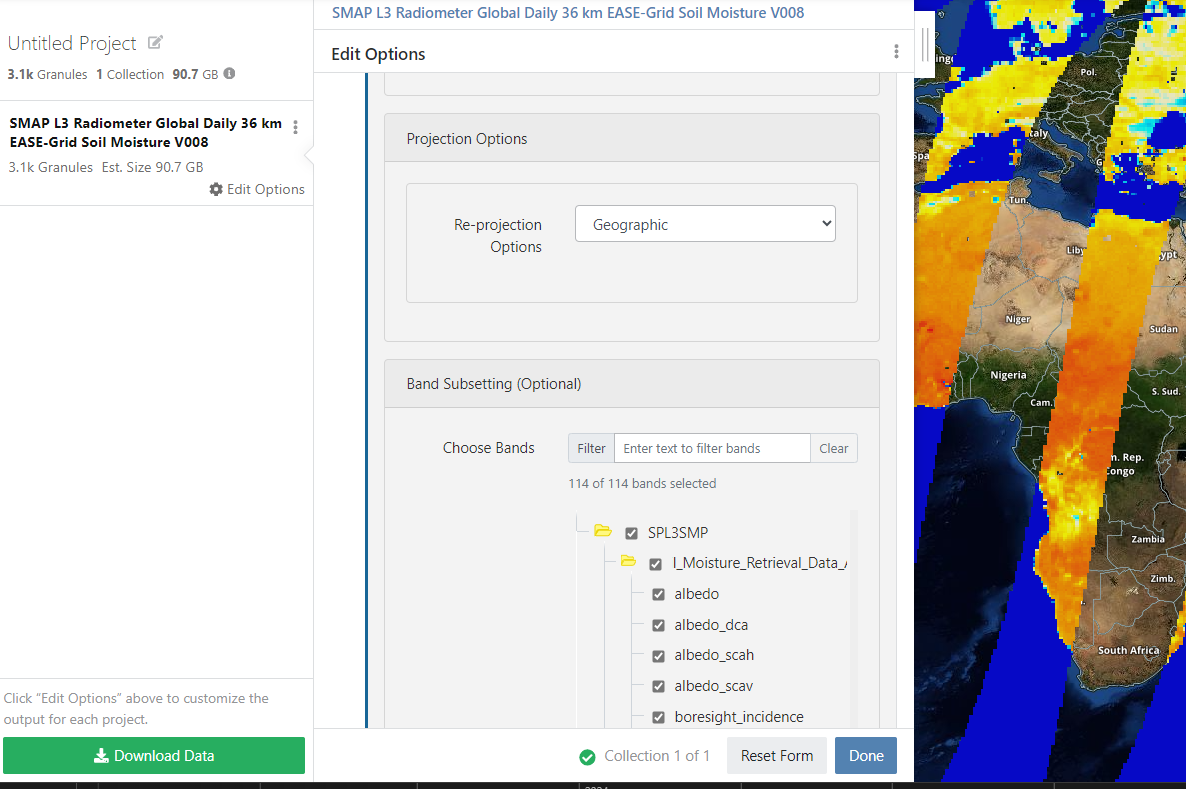 Untitled Project
3.1k Granules 1 Collection 90.7 GB
SMAP L3 Radiometer Global Daily 36 km
EASE-Grid Soil Moisture V008
3.1k Granules Est. Size 90.7 GB
Edit Options
Click “Edit Options” above to customize the
output for each project.
Download Data
SMAP L3 Radiometer Global Daily 36 km EASE-Grid Soil Moisture V008
Edit Options
Projection Options
Re-projection
Options
Geographic
Band Subsetting (Optional)
Choose Bands
Filter
Enter text to filter bands
Clear
114 of 114 bands selected
SPL3SMP
l_Moisture_Retrieval_Data_
albedo
albedo_dca
albedo_scah
albedo_scav
boresight_incidence
Collection 1 of 1
Reset Form
Done
Pol.
taly
Spa
Tun.
Liby
ypt
Niger
Sudan
Nigeria
S. Sud.
Cam.
m. Rep.
Congo
Zambia
Zimb.
South Africa